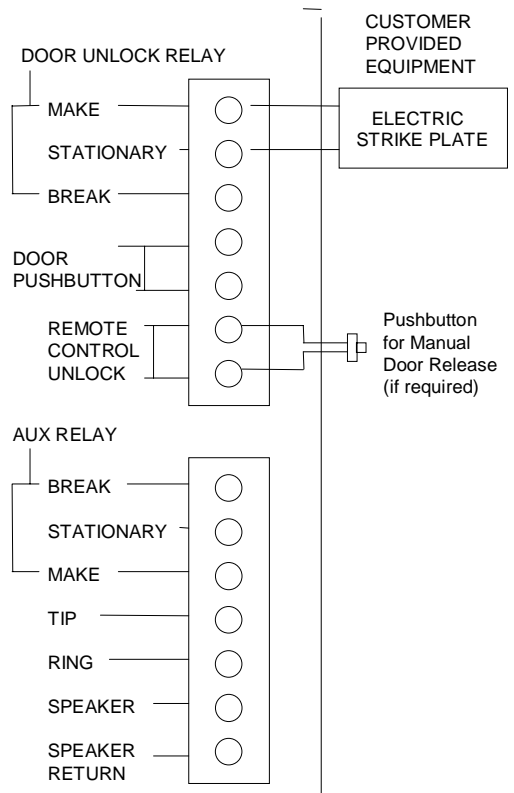 CUSTOMER
PROVIDED
EQUIPMENT
DOOR UNLOCK RELAY
MAKE
STATIONARY
BREAK
ELECTRIC
STRIKE PLATE
DOOR
PUSHBUTTON
REMOTE
CONTROL
UNLOCK
Pushbutton
for Manual
Door Release
(if required)
AUX RELAY
BREAK
STATIONARY
MAKE
TIP
RING
SPEAKER
SPEAKER
RETURN